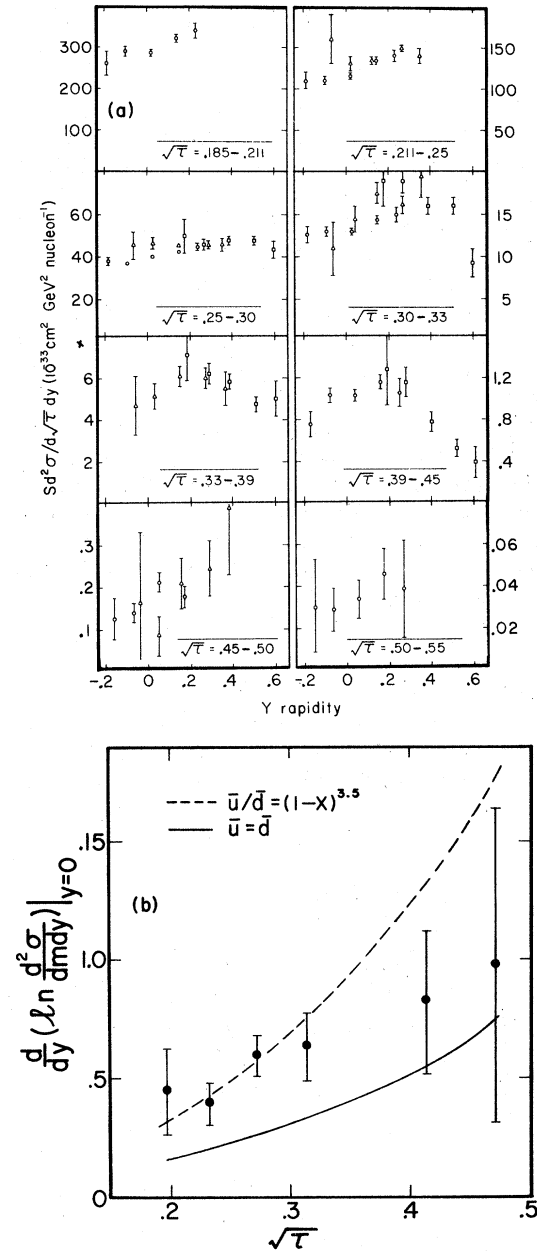 300
200
100
(a)
√τ = .185-.211
150
100
50
√τ = .211-.25
60
40
20
√τ = .25-.30
15
10
5
√τ = .30-.33
6
4
2
√τ = .33-.39
1.2
.8
.4
√τ = .39-.45
.3
.2
.1
√τ = .45-.50
.06
.04
.02
√τ = .50-.55
Sd²σ/d√τ dy (10³³cm² GeV² nucleon⁻¹)
-.2 0 .2 .4 .6 -.2 0 .2 .4 .6
Y rapidity
ū/d̄=(1-X)^3.5
ū = d̄
(b)
.15
1.0
.5
0
d/dy (ln d²σ/dmdy)|y=0
.2 .3 .4 .5
√τ